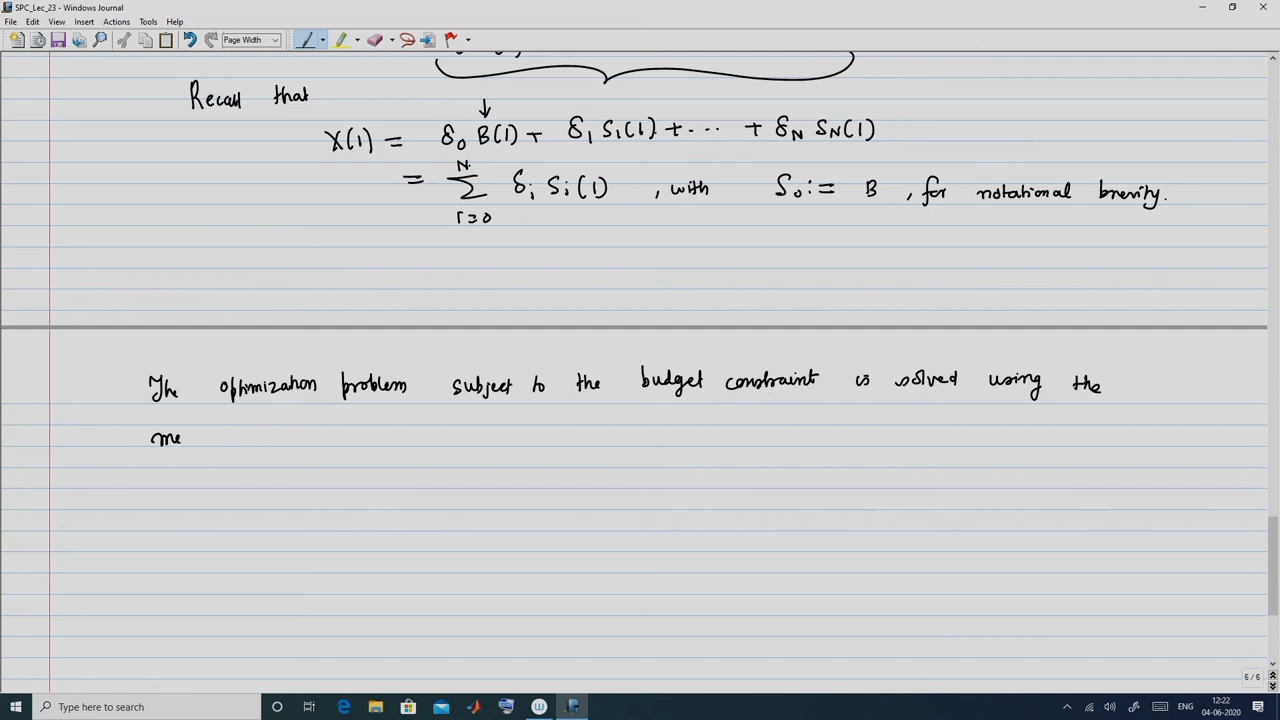 SPC_Lec_23 - Windows Journal
File Edit View Insert Actions Tools Help
Page Width
Recall that
X(1) = δ₀ B(1) + δ₁ S₁(1) + ... + δ_N S_N(1)
= ∑_{i=0}^{N} δᵢ Sᵢ(1) , with S₀ := B , for notational brevity.
The optimization problem subject to the budget constraint is solved using the
me
6 / 6
Type here to search
ENG
12:22
04-06-2020